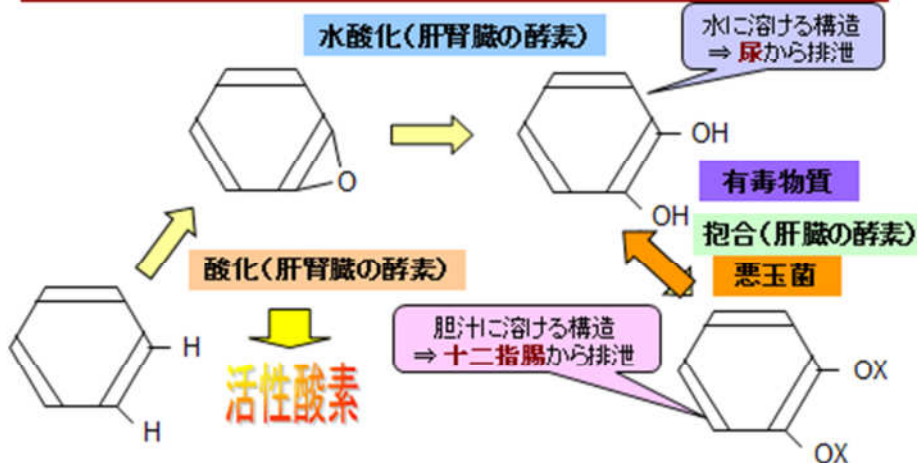 水酸化(肝腎臓の酵素)
水に溶ける構造
⇒ 尿から排泄
O
OH
OH
有毒物質
抱合(肝臓の酵素)
悪玉菌
酸化(肝腎臓の酵素)
活性酸素
H
H
胆汁に溶ける構造
⇒ 十二指腸から排泄
OX
OX